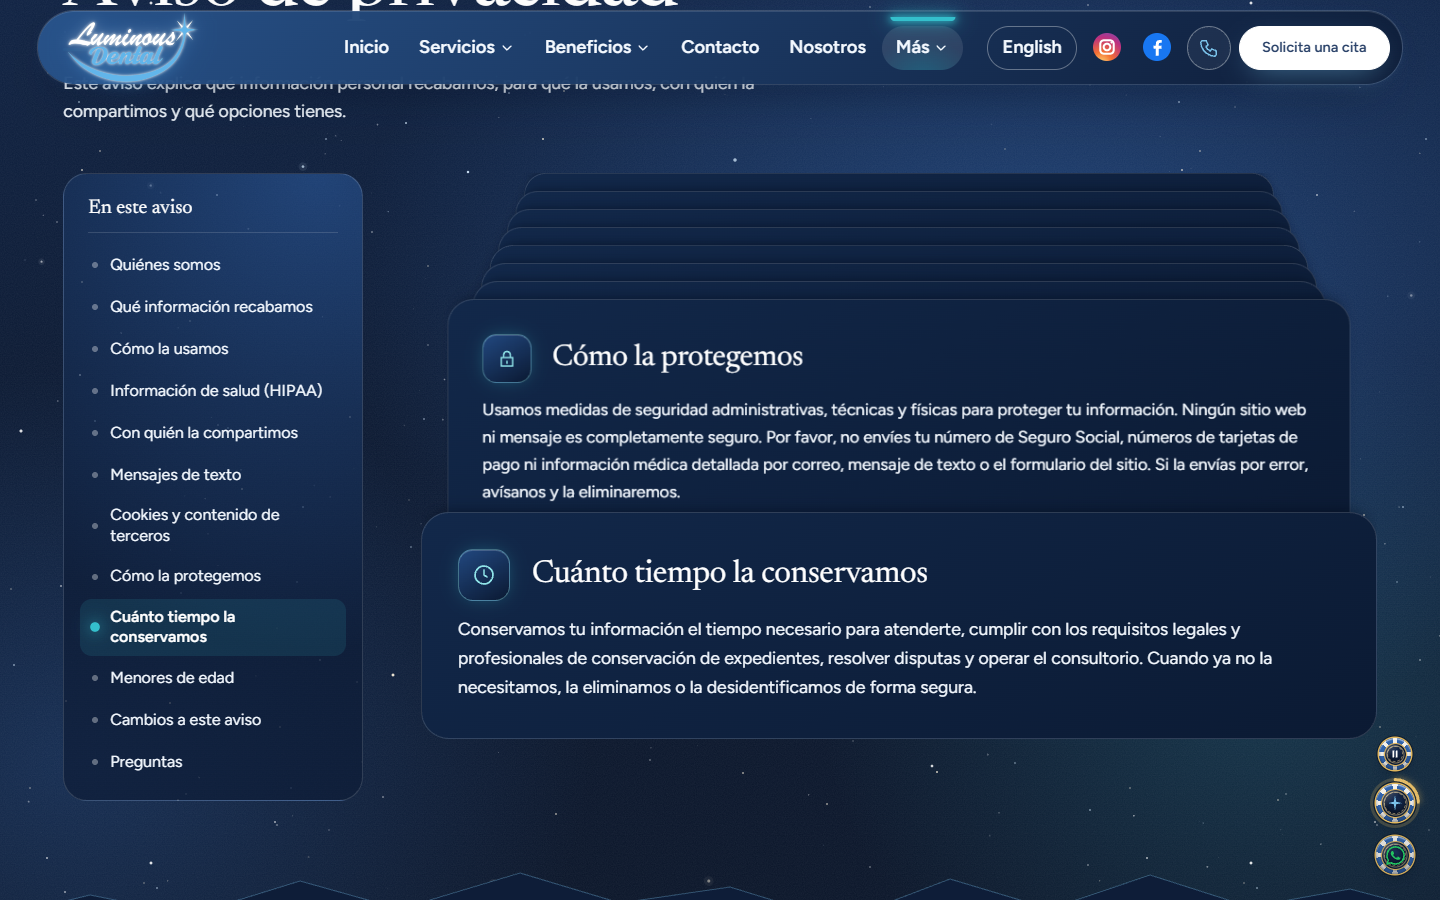 Aviso de privacidad
Luminous
Dental
Inicio
Servicios
Beneficios
Contacto
Nosotros
Más
English
Solicita una cita
Este aviso explica qué información personal recabamos, para qué la usamos, con quién la
compartimos y qué opciones tienes.
En este aviso
Quiénes somos
Qué información recabamos
Cómo la usamos
Información de salud (HIPAA)
Con quién la compartimos
Mensajes de texto
Cookies y contenido de
terceros
Cómo la protegemos
Cuánto tiempo la
conservamos
Menores de edad
Cambios a este aviso
Preguntas
Cómo la protegemos
Usamos medidas de seguridad administrativas, técnicas y físicas para proteger tu información. Ningún sitio web
ni mensaje es completamente seguro. Por favor, no envíes tu número de Seguro Social, números de tarjetas de
pago ni información médica detallada por correo, mensaje de texto o el formulario del sitio. Si la envías por error,
avísanos y la eliminaremos.
Cuánto tiempo la conservamos
Conservamos tu información el tiempo necesario para atenderte, cumplir con los requisitos legales y
profesionales de conservación de expedientes, resolver disputas y operar el consultorio. Cuando ya no la
necesitamos, la eliminamos o la desidentificamos de forma segura.